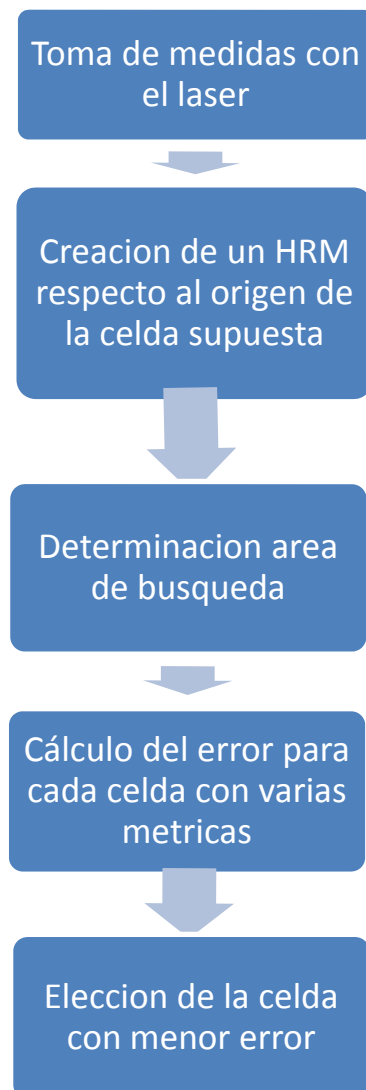 Toma de medidas con
el laser
Creacion de un HRM
respecto al origen de
la celda supuesta
Determinacion area
de busqueda
Cálculo del error para
cada celda con varias
metricas
Eleccion de la celda
con menor error